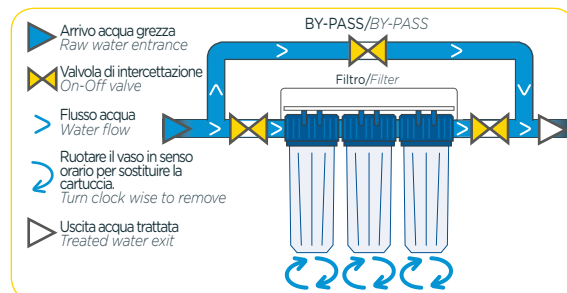 Arrivo acqua grezza
Raw water entrance
Valvola di intercettazione
On-Off valve
Flusso acqua
Water flow
Ruotare il vaso in senso
orario per sostituire la
cartuccia.
Turn clock wise to remove
Uscita acqua trattata
Treated water exit
BY-PASS/BY-PASS
Filtro/Filter